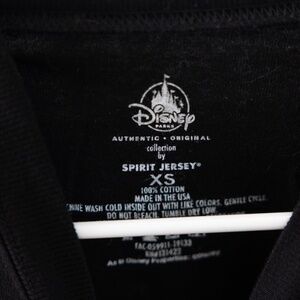 Disney
PARKS
AUTHENTIC • ORIGINAL
collection
by
SPIRIT JERSEY®
XS
100% COTTON
MADE IN THE USA
WASH COLD INSIDE OUT WITH LIKE COLORS, GENTLE CYCLE.
DO NOT BLEACH. TUMBLE DRY LOW.